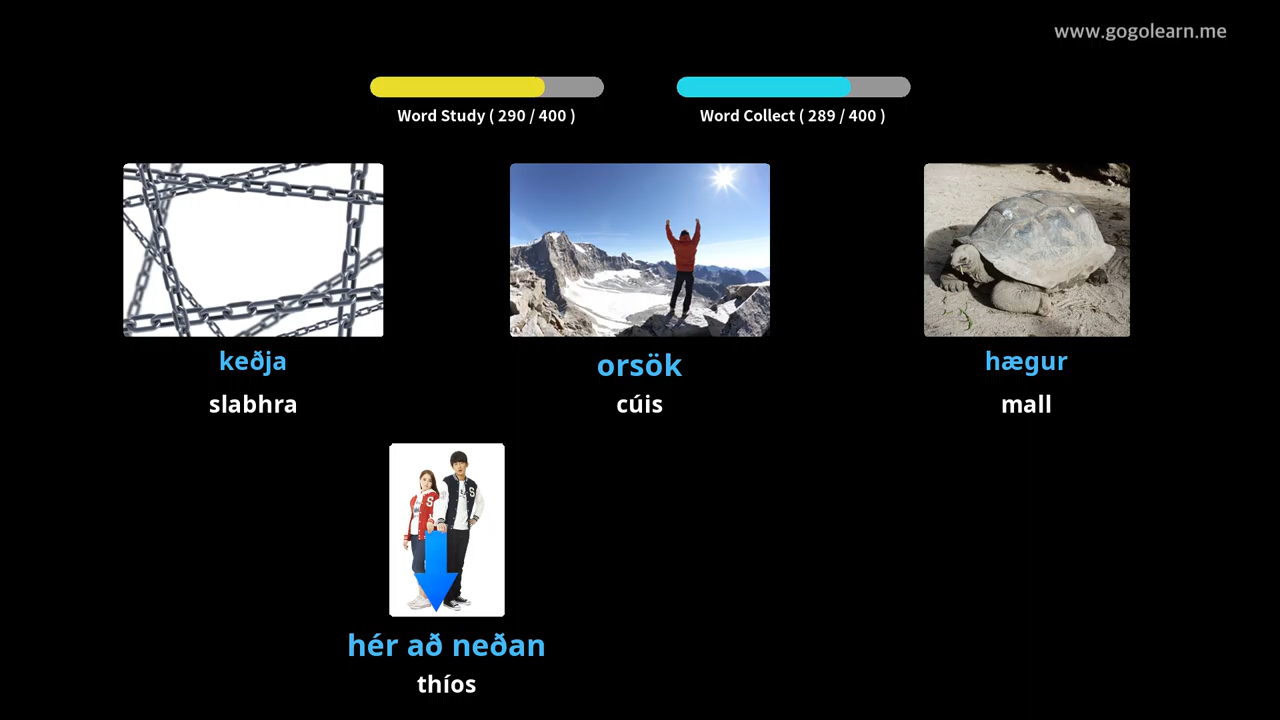 www.gogolearn.me
Word Study ( 290 / 400 )
Word Collect ( 289 / 400 )
keðja
slabhra
orsök
cúis
hægur
mall
S
S
hér að neðan
thíos